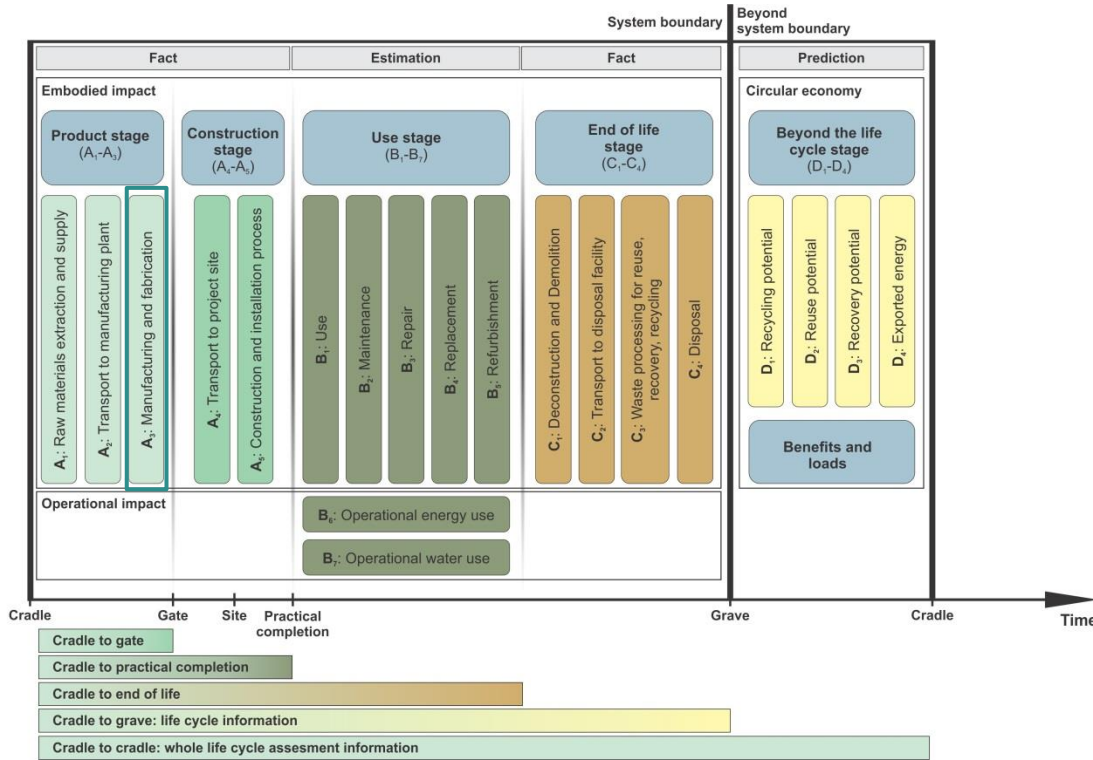 System boundary
Beyond
system boundary
Fact
Estimation
Fact
Prediction
Embodied impact
Circular economy
Product stage
(A₁-A₃)
Construction
stage
(A₄-A₅)
Use stage
(B₁-B₇)
End of life
stage
(C₁-C₄)
Beyond the life
cycle stage
(D₁-D₄)
A₁: Raw materials extraction and supply
A₂: Transport to manufacturing plant
A₃: Manufacturing and fabrication
A₄: Transport to project site
A₅: Construction and installation process
B₁: Use
B₂: Maintenance
B₃: Repair
B₄: Replacement
B₅: Refurbishment
C₁: Deconstruction and Demolition
C₂: Transport to disposal facility
C₃: Waste processing for reuse,
recovery, recycling
C₄: Disposal
D₁: Recycling potential
D₂: Reuse potential
D₃: Recovery potential
D₄: Exported energy
Benefits and
loads
Operational impact
B₆: Operational energy use
B₇: Operational water use
Cradle
Gate
Site
Practical
completion
Grave
Cradle
Time
Cradle to gate
Cradle to practical completion
Cradle to end of life
Cradle to grave: life cycle information
Cradle to cradle: whole life cycle assesment information